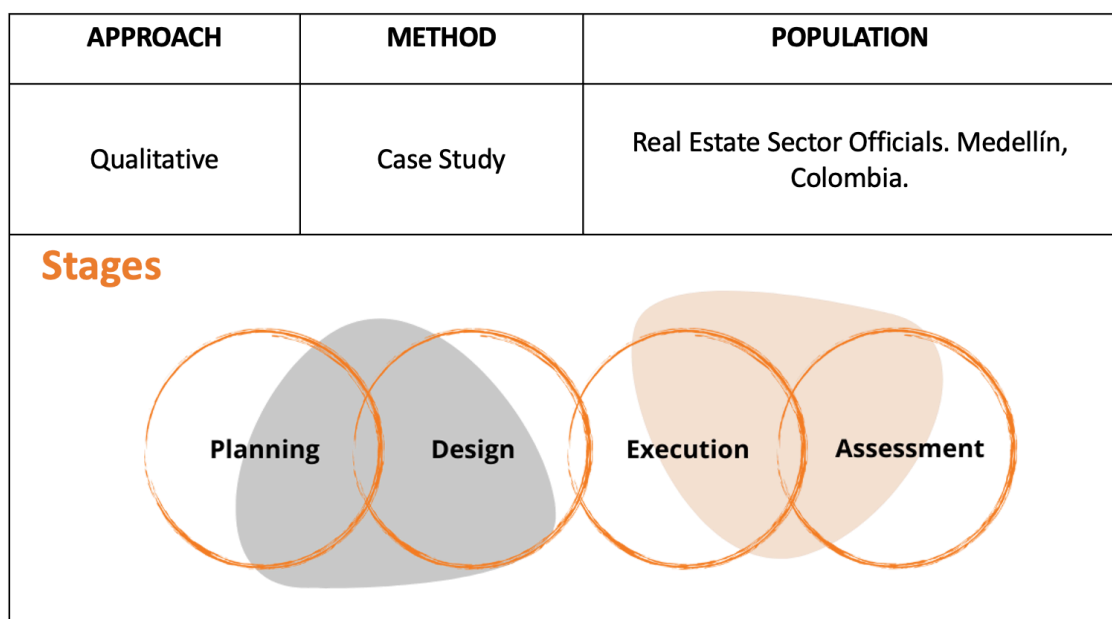 APPROACH
METHOD
POPULATION
Qualitative
Case Study
Real Estate Sector Officials. Medellín,
Colombia.
Stages
Planning
Design
Execution
Assessment